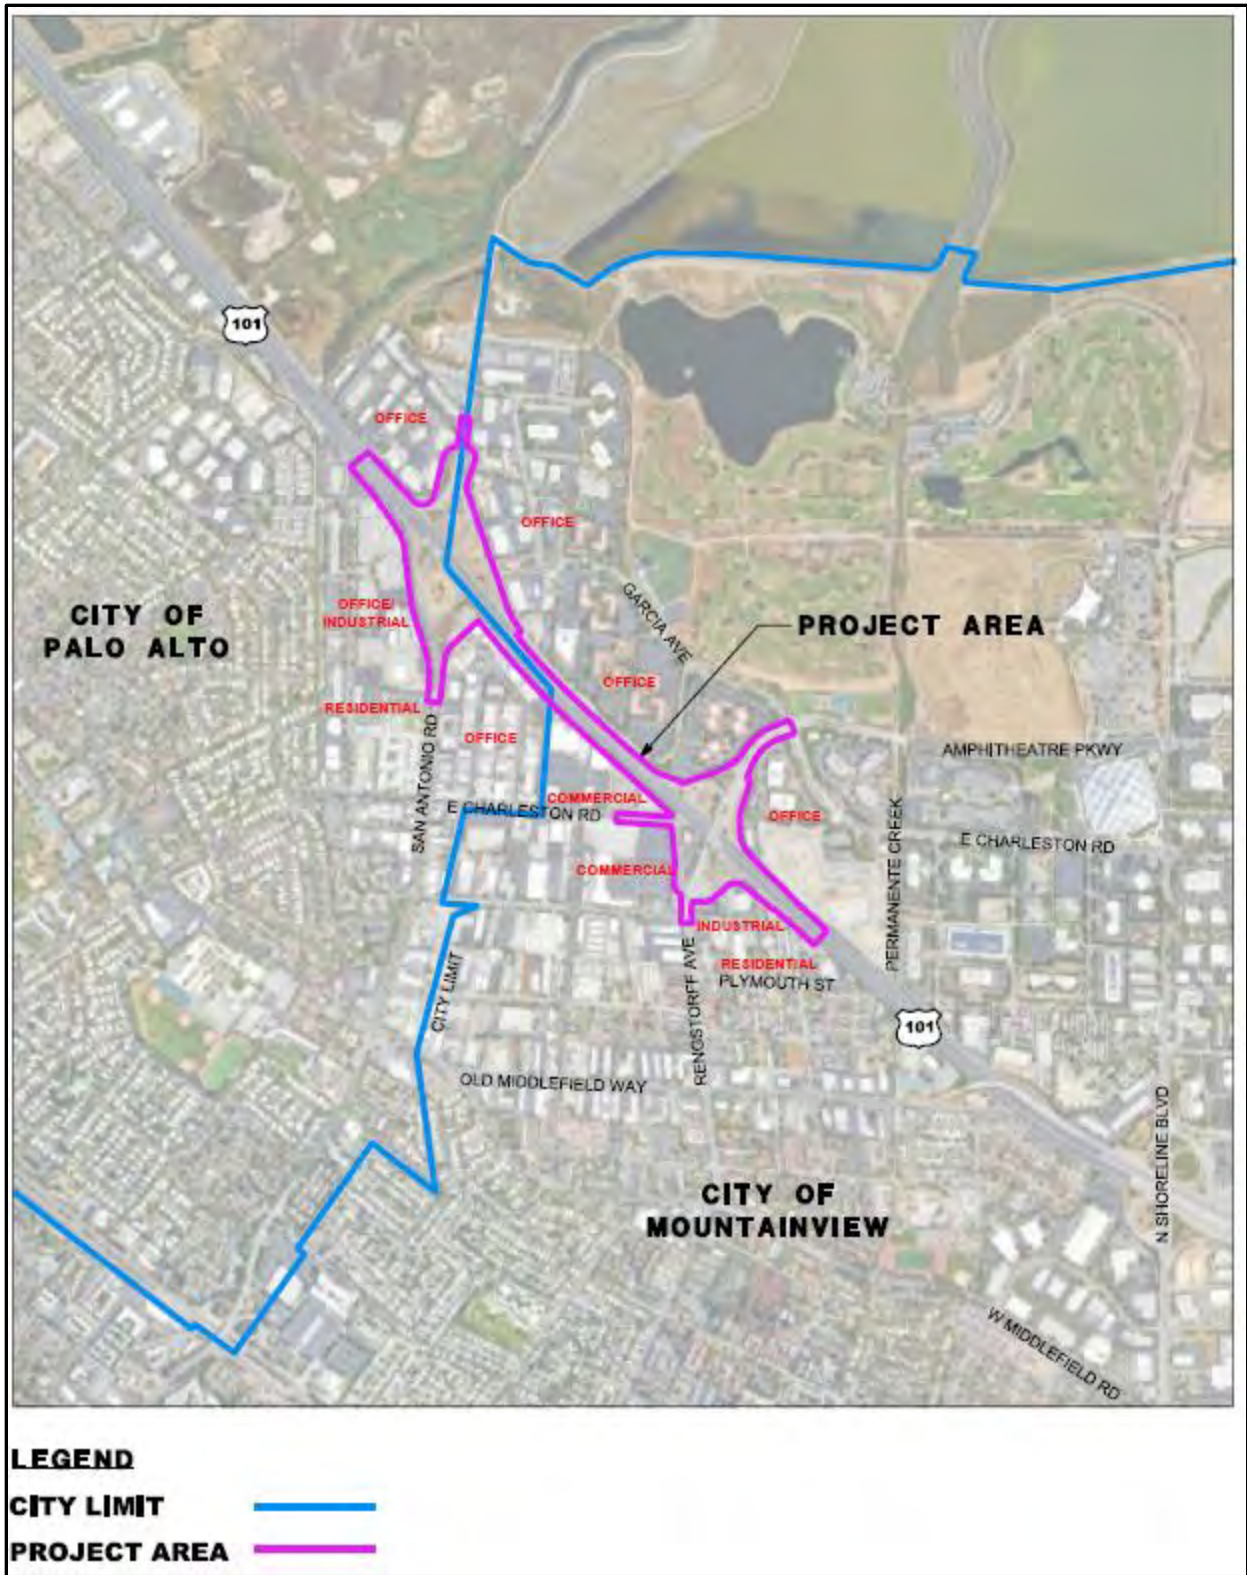 101
OFFICE
OFFICE
GARCIA AVE
OFFICE/
INDUSTRIAL
CITY OF
PALO ALTO
PROJECT AREA
OFFICE
RESIDENTIAL
OFFICE
SAN ANTONIO RD
AMPHITHEATRE PKWY
COMMERCIAL
E CHARLESTON RD
OFFICE
E CHARLESTON RD
PERMANENTE CREEK
COMMERCIAL
INDUSTRIAL
RESIDENTIAL
PLYMOUTH ST
CITY LIMIT
RENGSTORFF AVE
101
OLD MIDDLEFIELD WAY
N SHORELINE BLVD
CITY OF
MOUNTAINVIEW
W MIDDLEFIELD RD
LEGEND
CITY LIMIT
PROJECT AREA